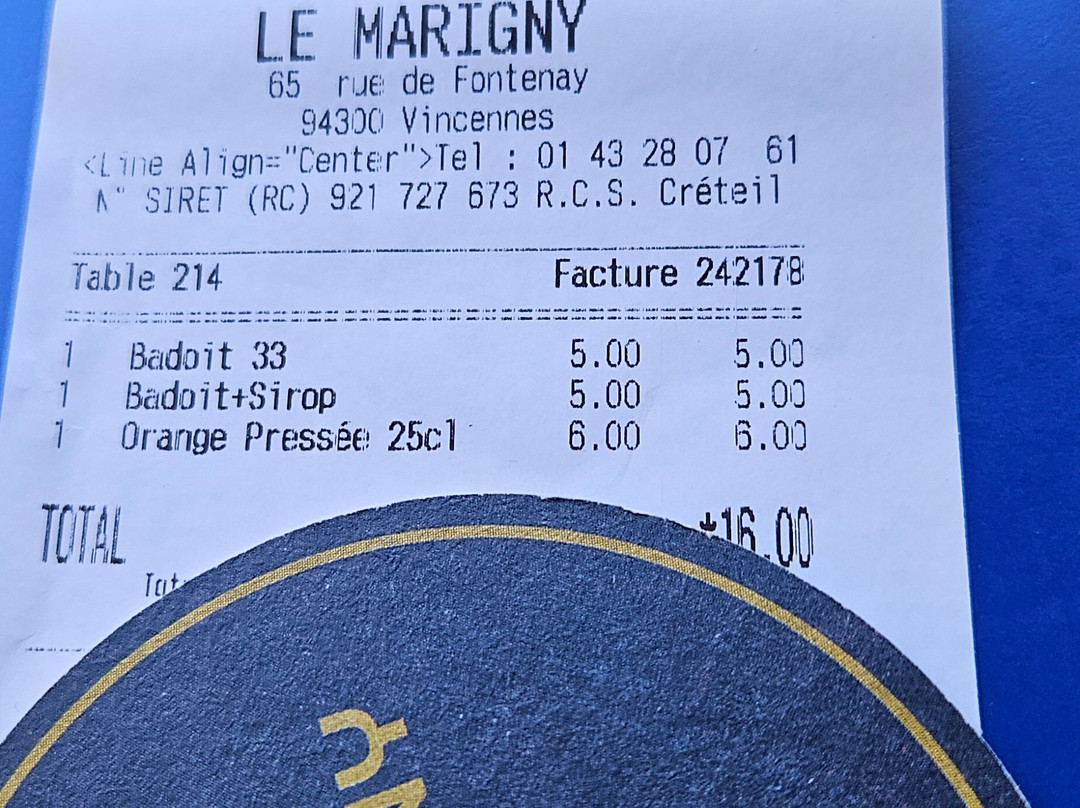 LE MARIGNY
65 rue de Fontenay
94300 Vincennes
<Line Align="Center">Tel : 01 43 28 07 61
N° SIRET (RC) 921 727 673 R.C.S. Créteil
Table 214 Facture 242178
1 Badoit 33 5.00 5.00
1 Badoit+Sirop 5.00 5.00
1 Orange Pressée 25cl 6.00 6.00
TOTAL *16.00